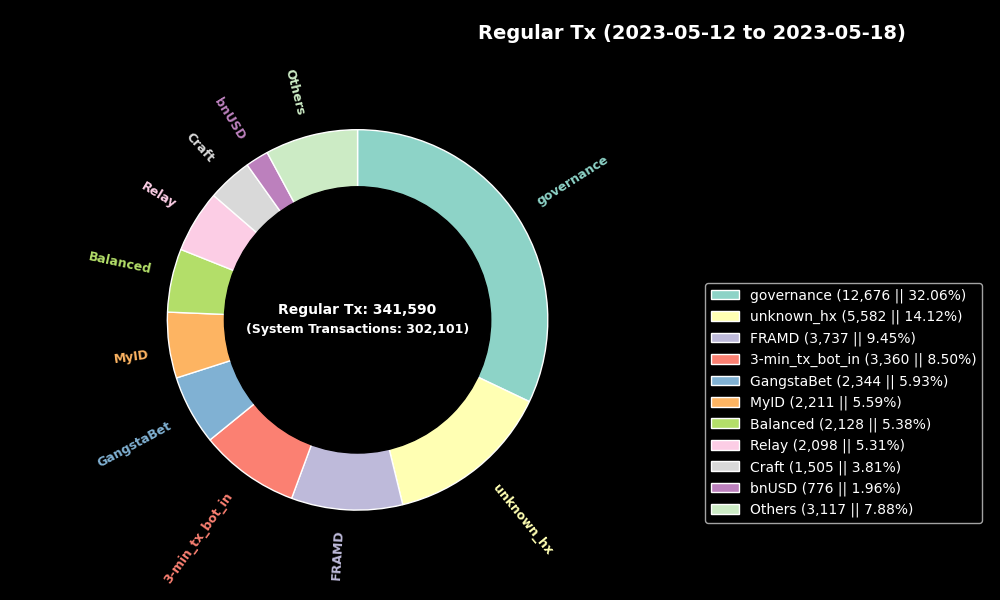 Regular Tx (2023-05-12 to 2023-05-18)
Others
bnUSD
Craft
Relay
governance
Balanced
Regular Tx: 341,590
(System Transactions: 302,101)
MyID
GangstaBet
3-min_tx_bot_in
FRAMD
unknown_hx
governance (12,676 || 32.06%)
unknown_hx (5,582 || 14.12%)
FRAMD (3,737 || 9.45%)
3-min_tx_bot_in (3,360 || 8.50%)
GangstaBet (2,344 || 5.93%)
MyID (2,211 || 5.59%)
Balanced (2,128 || 5.38%)
Relay (2,098 || 5.31%)
Craft (1,505 || 3.81%)
bnUSD (776 || 1.96%)
Others (3,117 || 7.88%)